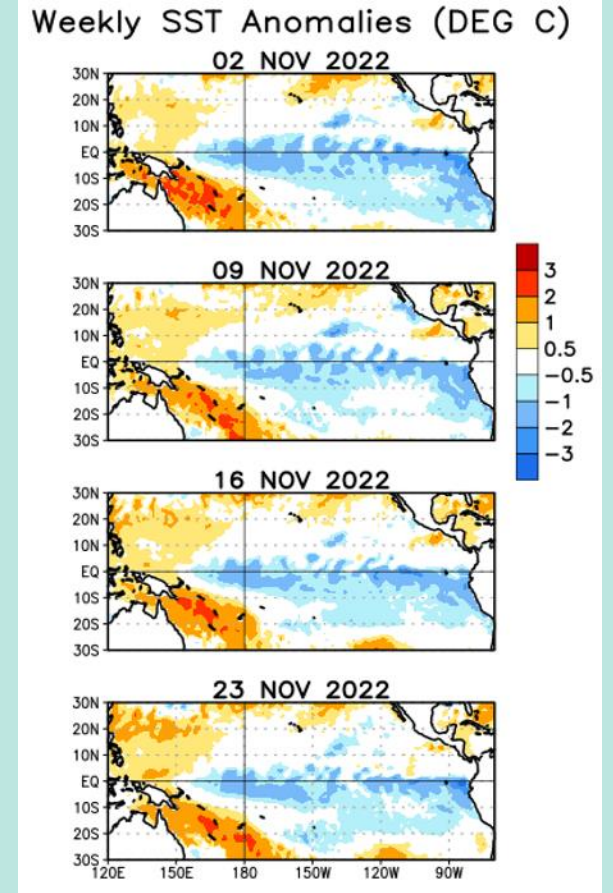 Weekly SST Anomalies (DEG C)
02 NOV 2022
30N
20N
10N
EQ
10S
20S
30S
09 NOV 2022
30N
20N
10N
EQ
10S
20S
30S
3
2
1
0.5
-0.5
-1
-2
-3
16 NOV 2022
30N
20N
10N
EQ
10S
20S
30S
23 NOV 2022
30N
20N
10N
EQ
10S
20S
30S
120E 150E 180 150W 120W 90W